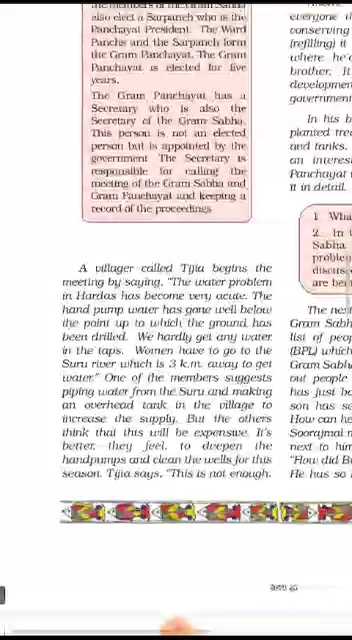 also elect a Sarpanch who is the
Panchayat President. The Ward
Panchs and the Sarpanch form
the Gram Panchayat. The Gram
Panchayat is elected for five
years.
The Gram Panchayat has a
Secretary who is also the
Secretary of the Gram Sabha.
This person is not an elected
person but is appointed by the
government. The Secretary is
responsible for calling the
meeting of the Gram Sabha and
Gram Panchayat and keeping a
record of the proceedings.
A villager called Tijia begins the
meeting by saying, "The water problem
in Hardas has become very acute. The
hand pump water has gone well below
the point up to which the ground has
been drilled. We hardly get any water
in the taps. Women have to go to the
Suru river which is 3 k.m. away to get
water." One of the members suggests
piping water from the Suru and making
an overhead tank in the village to
increase the supply. But the others
think that this will be expensive. It's
better, they feel, to deepen the
handpumps and clean the wells for this
season. Tijia says, "This is not enough.
everyone
conserving
(refilling) it
where he
brother. It
developmen
government
In his b
planted tree
and tanks.
an interes
Panchayat
it in detail.
1 Wha
2. In
Sabha
proble
discus
are be
The nex
Gram Sabh
list of peop
(BPL) which
Gram Sabh
out people
has just bo
son has se
How can he
Soorajmal
next to him
"How did B
He has so